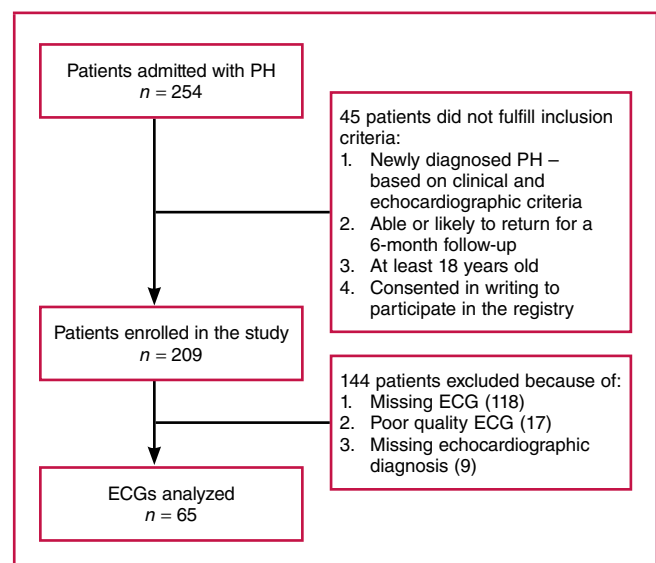 Patients admitted with PH
n = 254
45 patients did not fulfill inclusion
criteria:
1. Newly diagnosed PH –
based on clinical and
echocardiographic criteria
2. Able or likely to return for a
6-month follow-up
3. At least 18 years old
4. Consented in writing to
participate in the registry
Patients enrolled in the study
n = 209
144 patients excluded because of:
1. Missing ECG (118)
2. Poor quality ECG (17)
3. Missing echocardiographic
diagnosis (9)
ECGs analyzed
n = 65